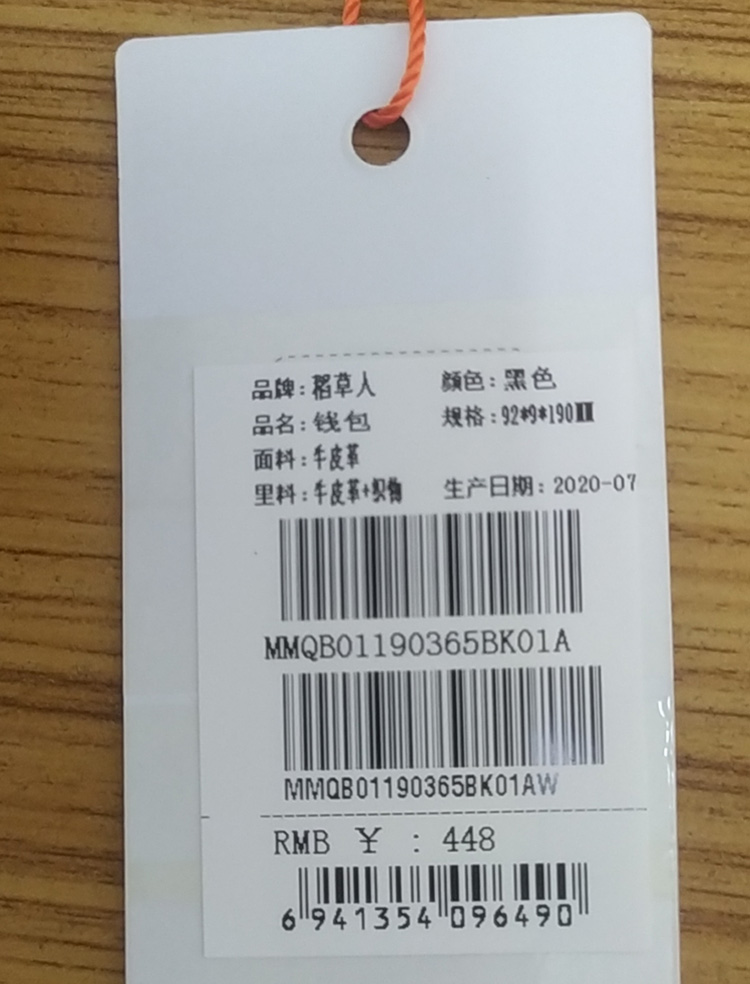 品牌:稻草人 颜色:黑色
品名:钱包 规格:92*9*190㎜
面料:牛皮革
里料:牛皮革+织物 生产日期:2020-07
MMQB01190365BK01A
MMQB01190365BK01AW
RMB ¥ : 448
6 941354 096490